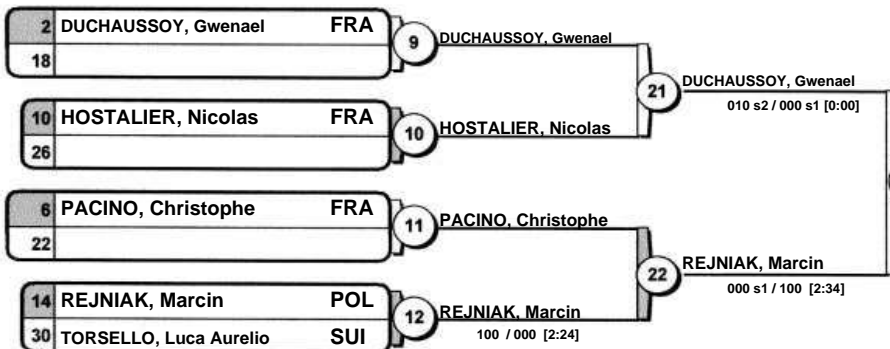 2 DUCHAUSSOY, Gwenael FRA
18
9
DUCHAUSSOY, Gwenael
10 HOSTALIER, Nicolas FRA
26
10
HOSTALIER, Nicolas
21
DUCHAUSSOY, Gwenael
010 s2 / 000 s1 [0:00]
6 PACINO, Christophe FRA
22
11
PACINO, Christophe
14 REJNIAK, Marcin POL
30 TORSELLO, Luca Aurelio SUI
12
REJNIAK, Marcin
100 / 000 [2:24]
22
REJNIAK, Marcin
000 s1 / 100 [2:34]